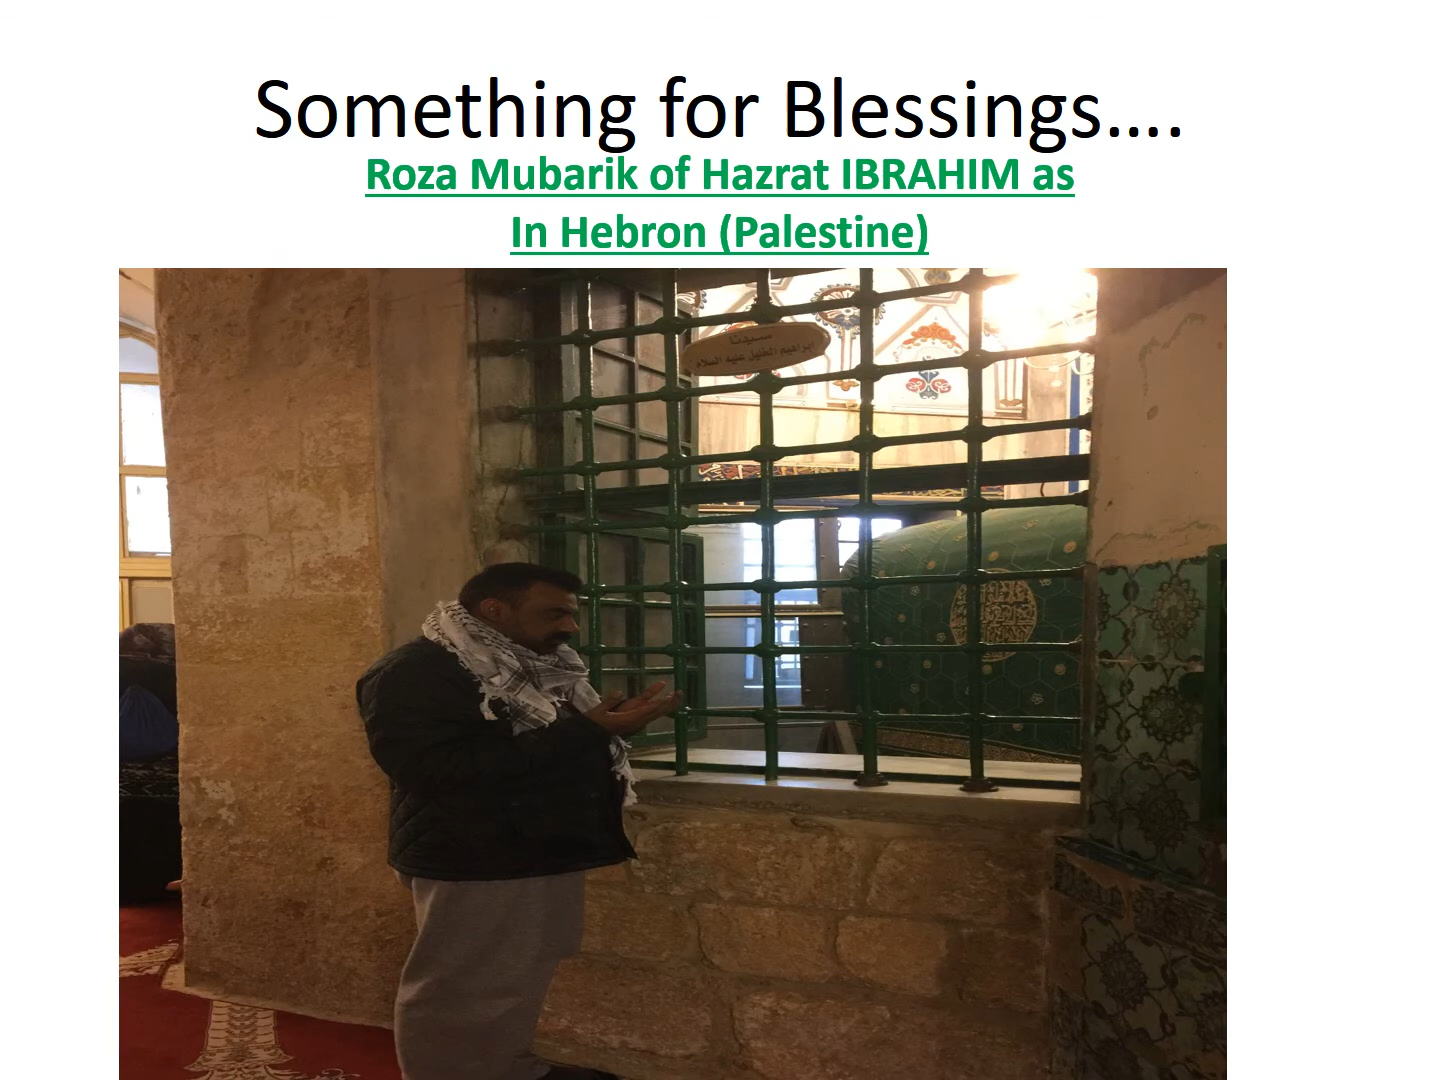 Something for Blessings….
Roza Mubarik of Hazrat IBRAHIM as
In Hebron (Palestine)
سيدنا
ابراهيم الخليل عليه السلام